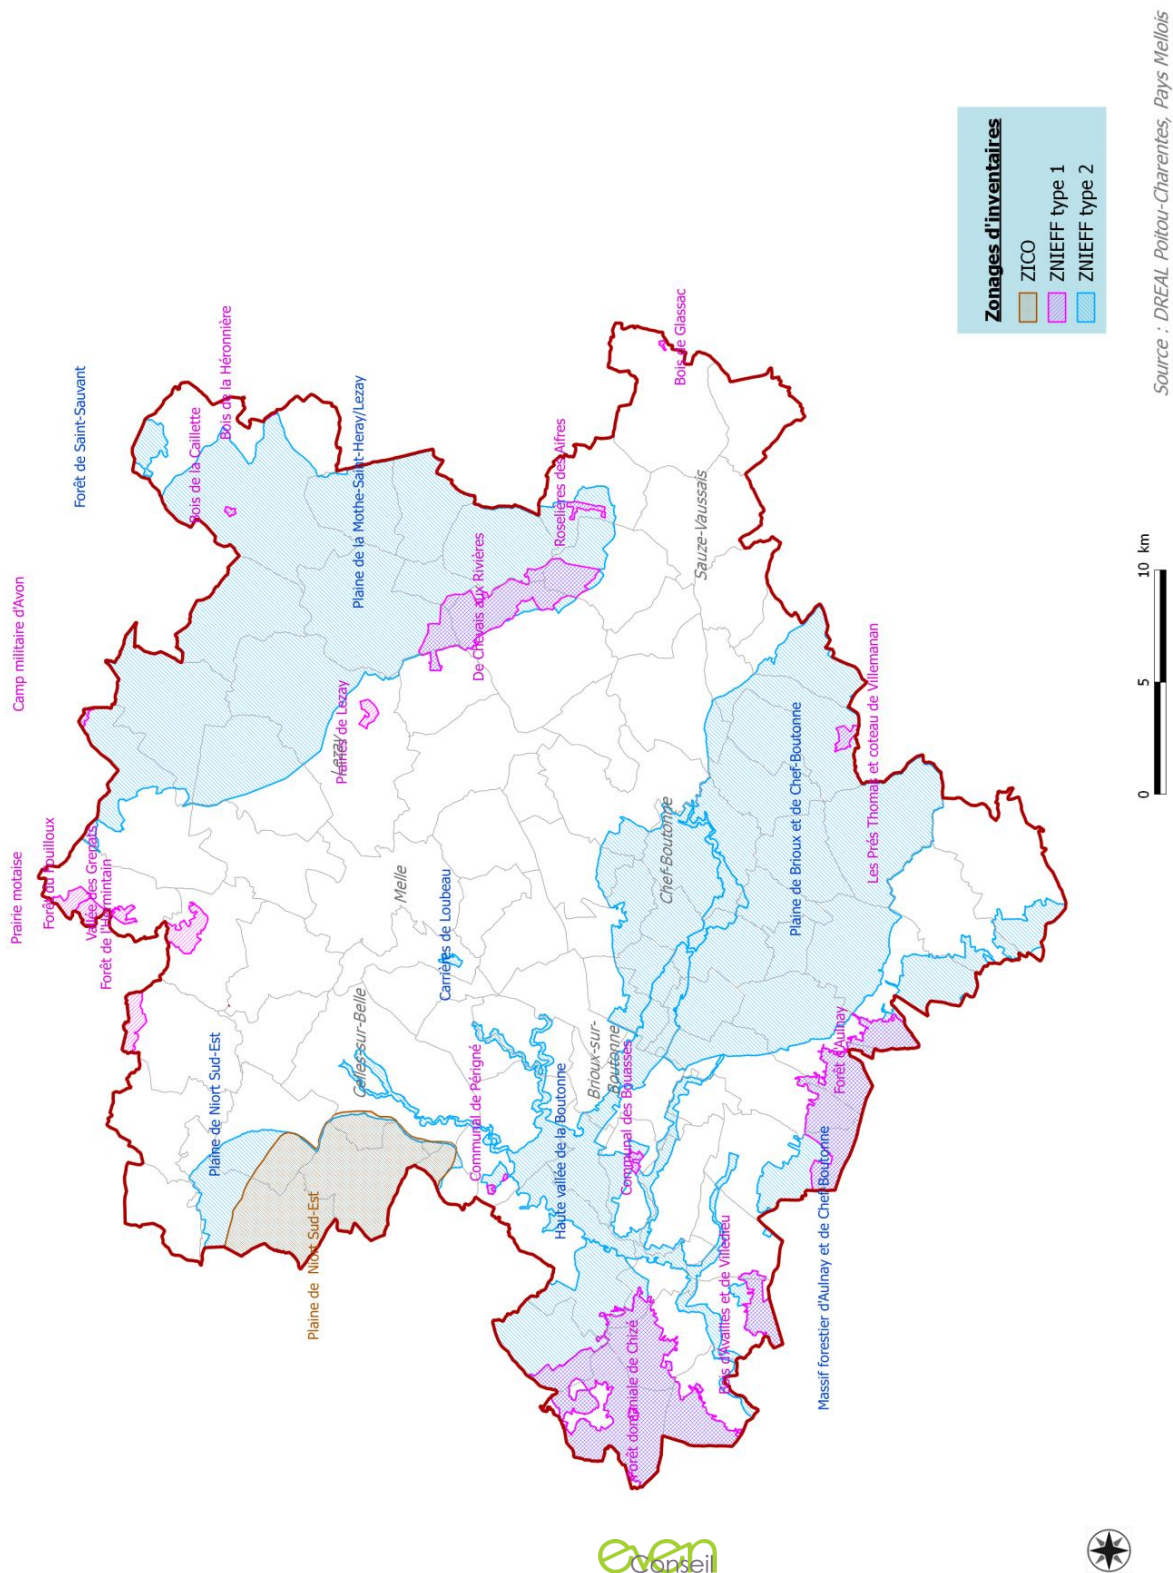 Prairie motaise
Camp militaire d'Avon
Forêt de Saint-Sauvant
Forêt du Fouilloux
Vallée des Grenats
Forêt de l'Hermintain
Bois de la Caillette
Bois de la Héronnière
Plaine de Niort Sud-Est
Plaine de Niort Sud-Est
Celles-sur-Belle
Melle
Lezay
Plaines de Lezay
Plaine de la Mothe-Saint-Heray/Lezay
Carrières de Loubeau
Communal de Périgné
De Chevais aux Rivières
Roselières des Aifres
Haute vallée de la Boutonne
Brioux-sur-
Boutonne
Communal des Bouasses
Forêt domaniale de Chizé
Chef-Boutonne
Sauze-Vaussais
Bois de Glassac
Bois d'Availles et de Villedieu
Plaine de Brioux et de Chef-Boutonne
Massif forestier d'Aulnay et de Chef-Boutonne
Forêt d'Aulnay
Les Prés Thomas et coteau de Villemanan
0 5 10 km
Zonages d'inventaires
ZICO
ZNIEFF type 1
ZNIEFF type 2
Source : DREAL Poitou-Charentes, Pays Mellois
even
Conseil